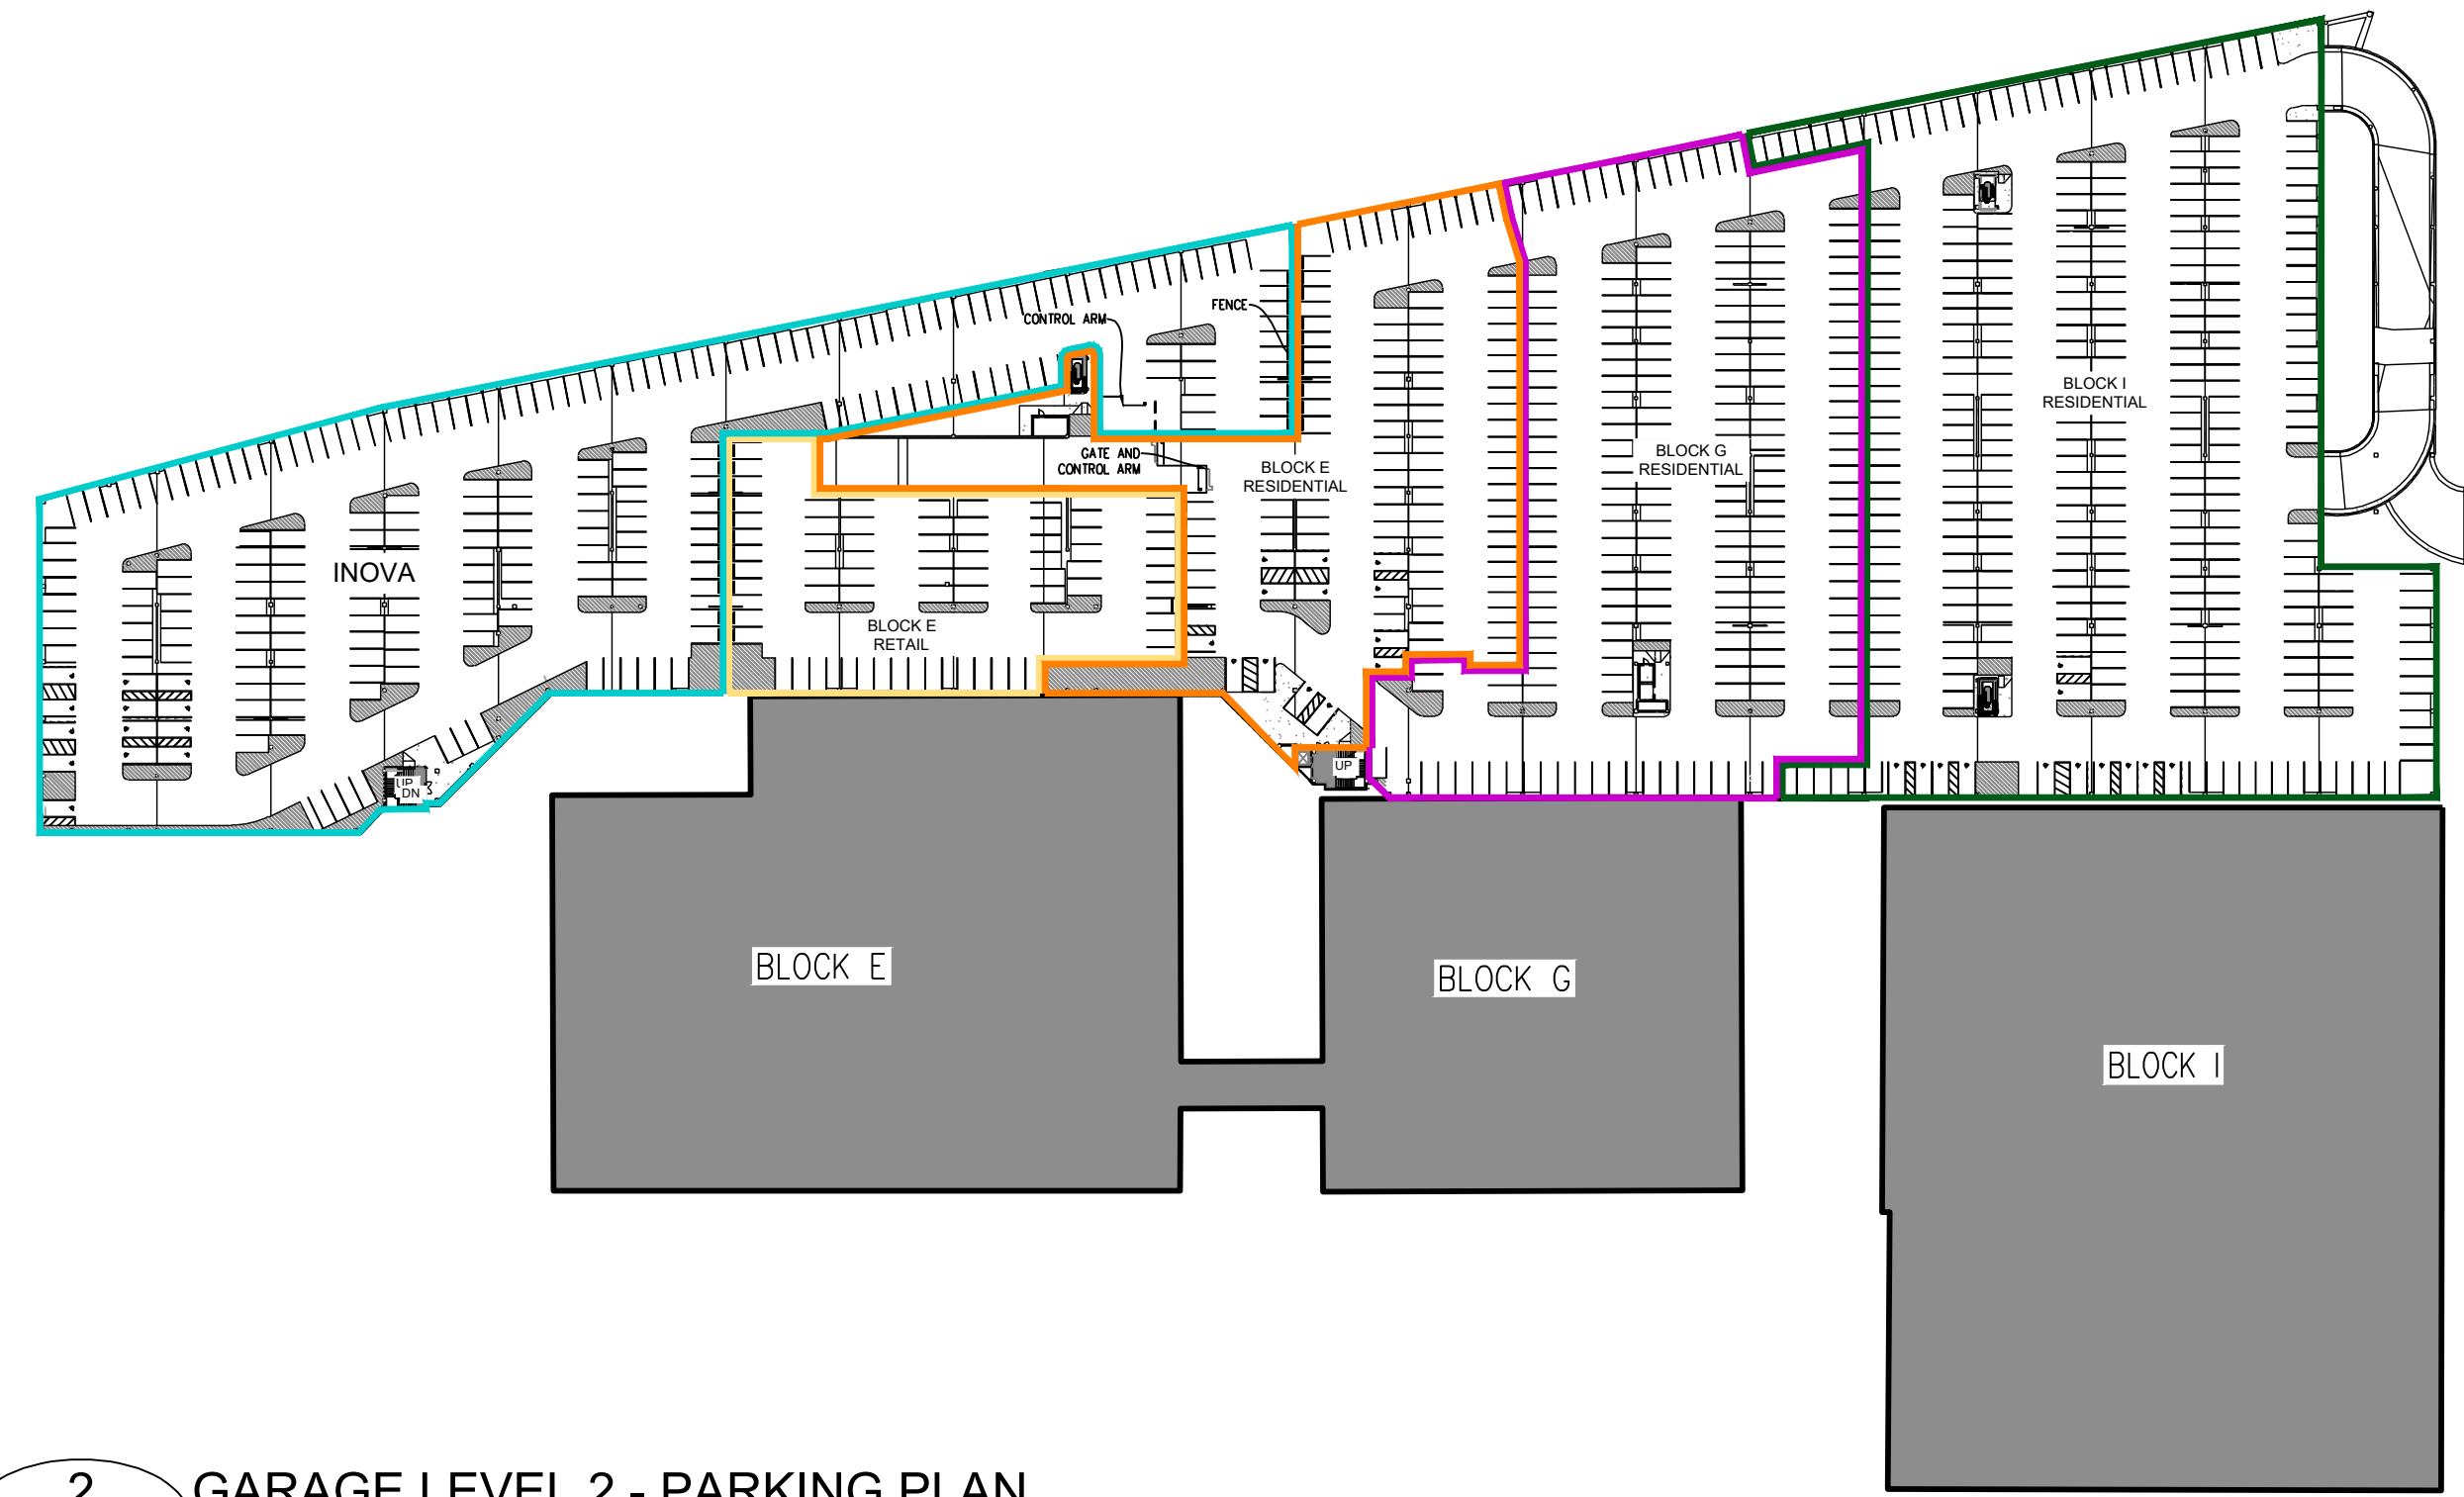 CONTROL ARM
FENCE
BLOCK I
RESIDENTIAL
GATE AND
CONTROL ARM
BLOCK E
RESIDENTIAL
BLOCK G
RESIDENTIAL
INOVA
BLOCK E
RETAIL
UP
DN
UP
BLOCK E
BLOCK G
BLOCK I
2
GARAGE LEVEL 2 - PARKING PLAN